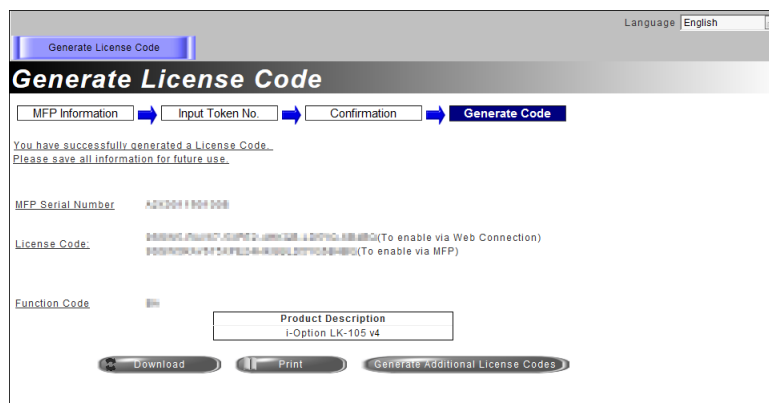 Language English
Generate License Code
Generate License Code
MFP Information Input Token No. Confirmation Generate Code
You have successfully generated a License Code.
Please save all information for future use.
MFP Serial Number
License Code: (To enable via Web Connection)
(To enable via MFP)
Function Code
Product Description
i-Option LK-105 v4
Download Print Generate Additional License Codes